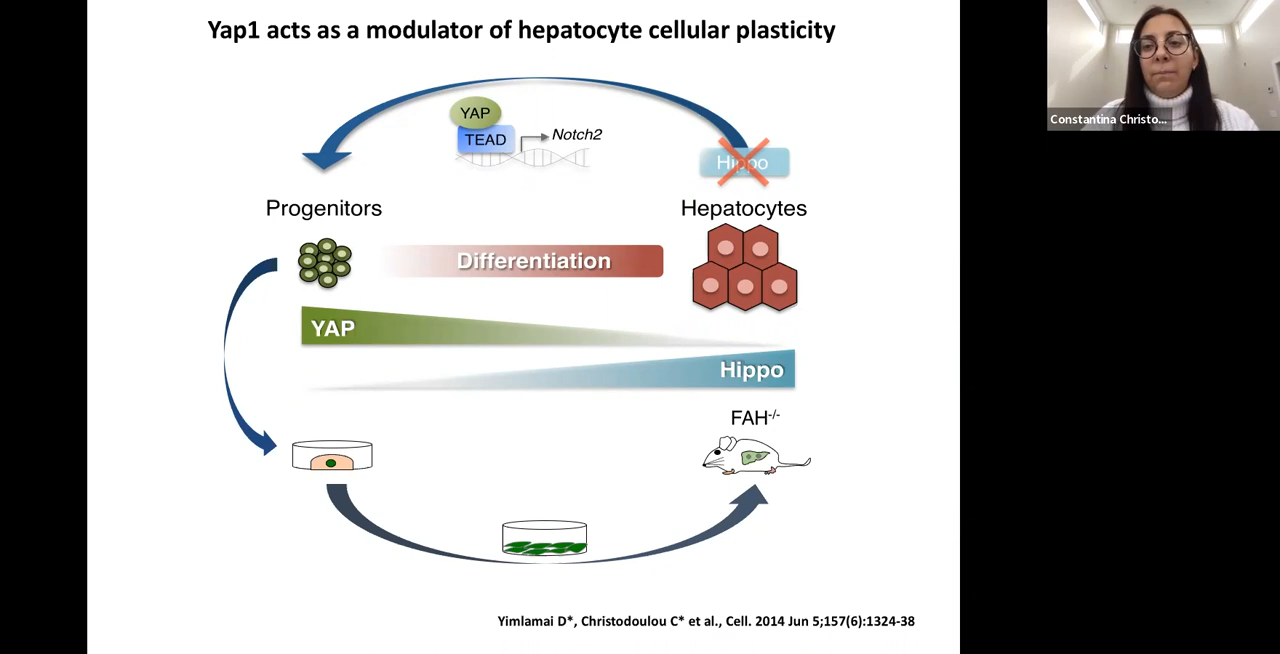 Yap1 acts as a modulator of hepatocyte cellular plasticity
Constantina Christo...
YAP
TEAD
Notch2
Hippo
Progenitors
Hepatocytes
Differentiation
YAP
Hippo
FAH-/-
Yimlamai D*, Christodoulou C* et al., Cell. 2014 Jun 5;157(6):1324-38